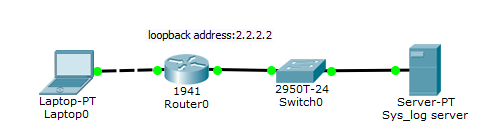 loopback address:2.2.2.2
Laptop-PT
Laptop0
1941
Router0
2950T-24
Switch0
Server-PT
Sys_log server